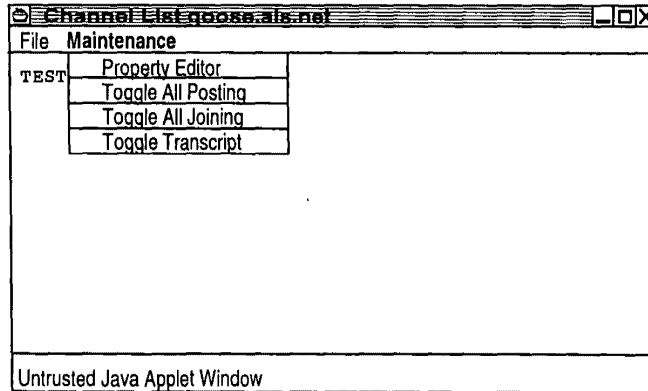 Channel List goose.ais.net
File Maintenance
TEST
Property Editor
Toggle All Posting
Toggle All Joining
Toggle Transcript
Untrusted Java Applet Window